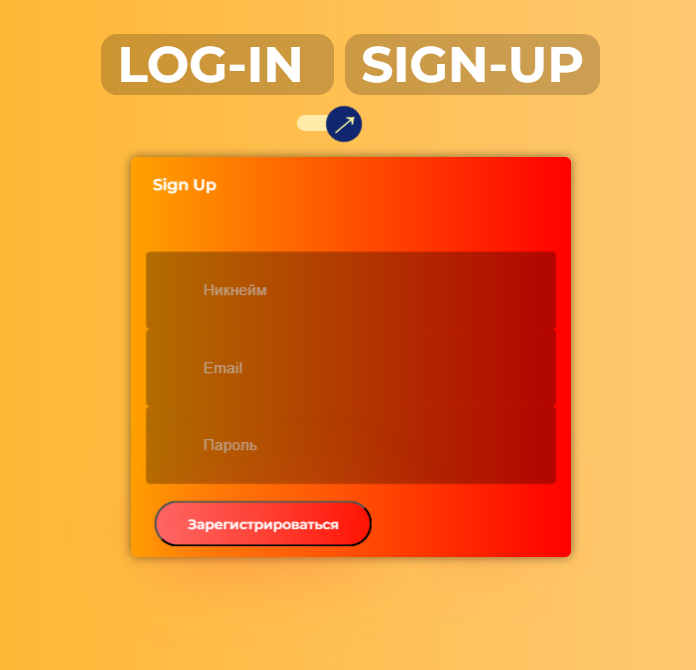 LOG-IN SIGN-UP
Sign Up
Никнейм
Email
Пароль
Зарегистрироваться